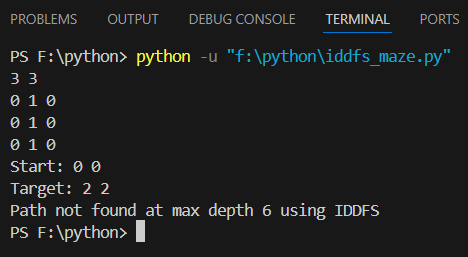 PROBLEMS OUTPUT DEBUG CONSOLE TERMINAL PORTS
PS F:\python> python -u "f:\python\iddfs_maze.py"
3 3
0 1 0
0 1 0
0 1 0
Start: 0 0
Target: 2 2
Path not found at max depth 6 using IDDFS
PS F:\python>